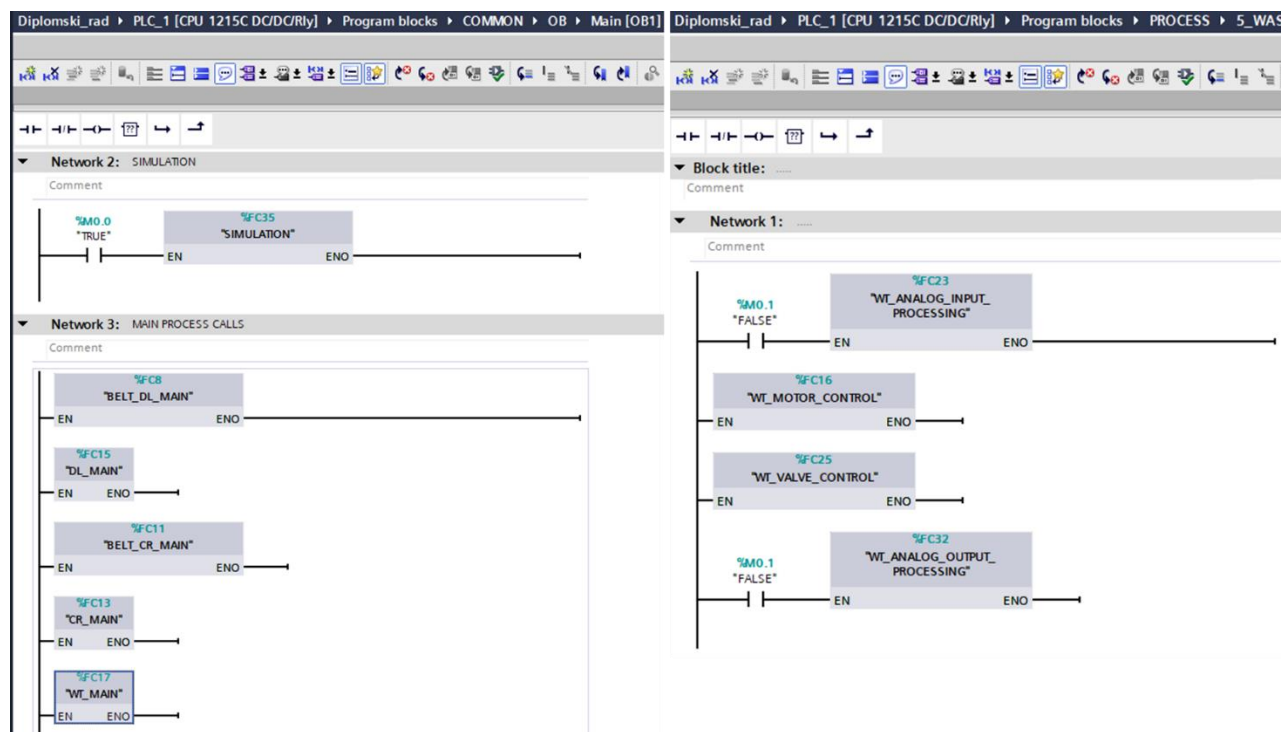 Diplomski_rad ▸ PLC_1 [CPU 1215C DC/DC/Rly] ▸ Program blocks ▸ COMMON ▸ OB ▸ Main [OB1]
Network 2: SIMULATION
Comment
%M0.0
"TRUE"
%FC35
"SIMULATION"
EN ENO
Network 3: MAIN PROCESS CALLS
Comment
%FC8
"BELT_DL_MAIN"
EN ENO
%FC15
"DL_MAIN"
EN ENO
%FC11
"BELT_CR_MAIN"
EN ENO
%FC13
"CR_MAIN"
EN ENO
%FC17
"WT_MAIN"
EN ENO
Diplomski_rad ▸ PLC_1 [CPU 1215C DC/DC/Rly] ▸ Program blocks ▸ PROCESS ▸ 5_WAS
Block title: .....
Comment
Network 1: .....
Comment
%M0.1
"FALSE"
%FC23
"WT_ANALOG_INPUT_
PROCESSING"
EN ENO
%FC16
"WT_MOTOR_CONTROL"
EN ENO
%FC25
"WT_VALVE_CONTROL"
EN ENO
%M0.1
"FALSE"
%FC32
"WT_ANALOG_OUTPUT_
PROCESSING"
EN ENO